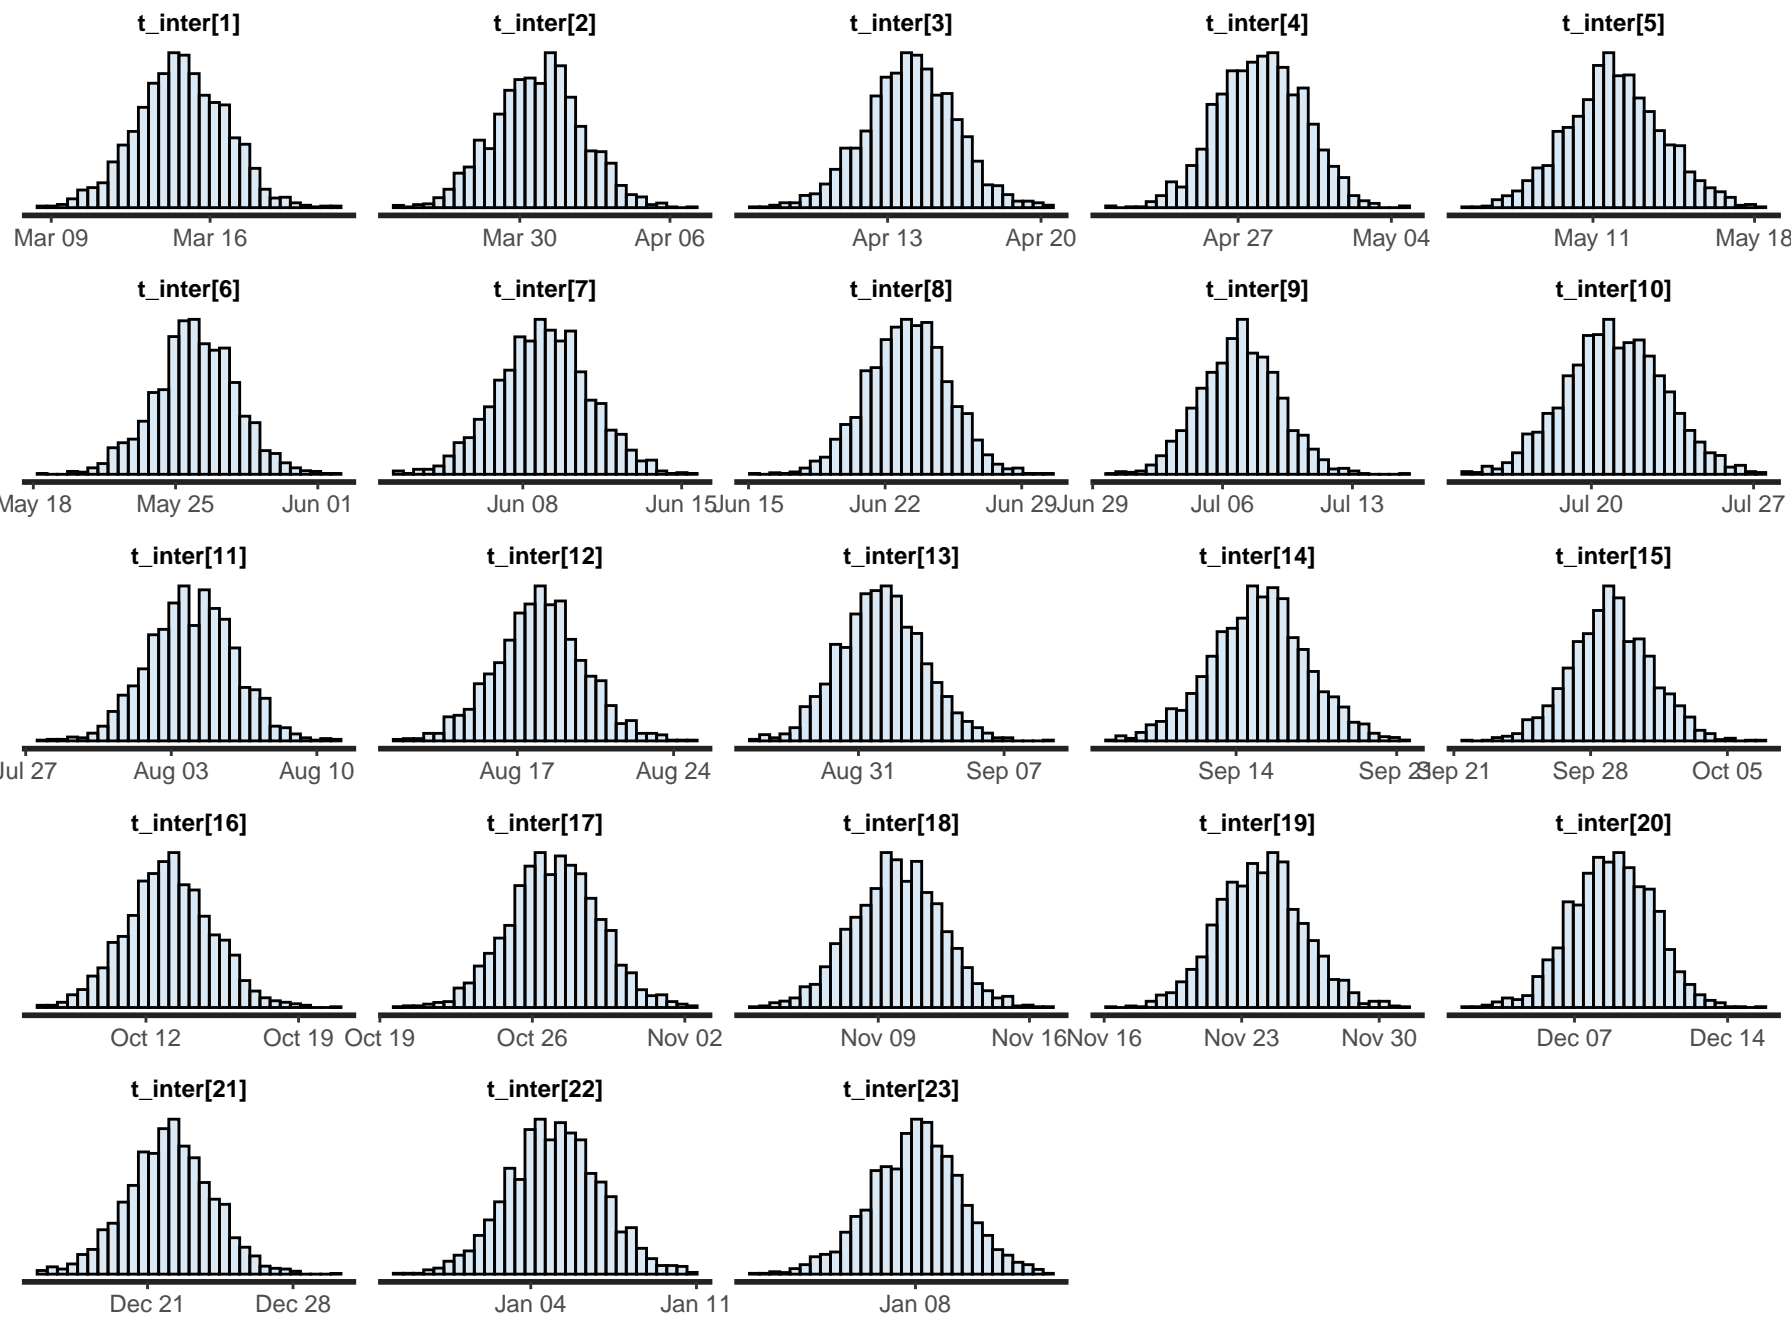 t_inter[1] t_inter[2] t_inter[3] t_inter[4] t_inter[5]
Mar 09 Mar 16 Mar 30 Apr 06 Apr 13 Apr 20 Apr 27 May 04 May 11 May 18
t_inter[6] t_inter[7] t_inter[8] t_inter[9] t_inter[10]
May 18 May 25 Jun 01 Jun 08 Jun 15 Jun 15 Jun 22 Jun 29 Jun 29 Jul 06 Jul 13 Jul 20 Jul 27
t_inter[11] t_inter[12] t_inter[13] t_inter[14] t_inter[15]
Jul 27 Aug 03 Aug 10 Aug 17 Aug 24 Aug 31 Sep 07 Sep 14 Sep 21 Sep 21 Sep 28 Oct 05
t_inter[16] t_inter[17] t_inter[18] t_inter[19] t_inter[20]
Oct 12 Oct 19 Oct 19 Oct 26 Nov 02 Nov 09 Nov 16 Nov 16 Nov 23 Nov 30 Dec 07 Dec 14
t_inter[21] t_inter[22] t_inter[23]
Dec 21 Dec 28 Jan 04 Jan 11 Jan 08